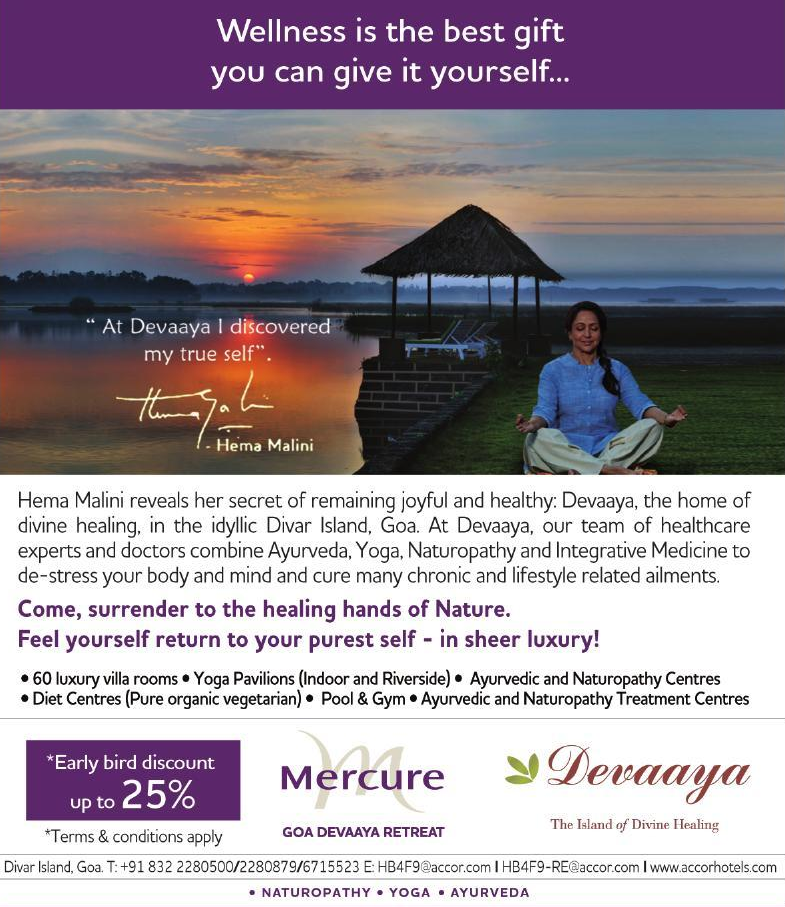 Wellness is the best gift
you can give it yourself...
“ At Devaaya I discovered
my true self”.
- Hema Malini
Hema Malini reveals her secret of remaining joyful and healthy: Devaaya, the home of
divine healing, in the idyllic Divar Island, Goa. At Devaaya, our team of healthcare
experts and doctors combine Ayurveda, Yoga, Naturopathy and Integrative Medicine to
de-stress your body and mind and cure many chronic and lifestyle related ailments.
Come, surrender to the healing hands of Nature.
Feel yourself return to your purest self - in sheer luxury!
• 60 luxury villa rooms • Yoga Pavilions (Indoor and Riverside) • Ayurvedic and Naturopathy Centres
• Diet Centres (Pure organic vegetarian) • Pool & Gym • Ayurvedic and Naturopathy Treatment Centres
*Early bird discount
up to 25%
*Terms & conditions apply
Mercure
GOA DEVAAYA RETREAT
Devaaya
The Island of Divine Healing
Divar Island, Goa. T: +91 832 2280500/2280879/6715523 E: HB4F9@accor.com I HB4F9-RE@accor.com I www.accorhotels.com
• NATUROPATHY • YOGA • AYURVEDA